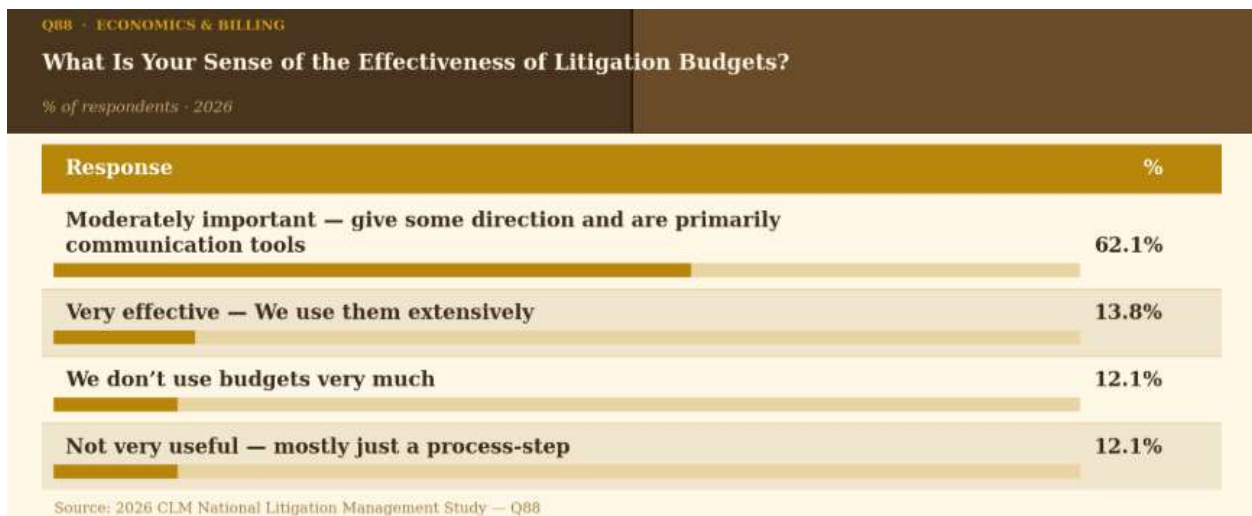 Q88 · ECONOMICS & BILLING
What Is Your Sense of the Effectiveness of Litigation Budgets?
% of respondents · 2026
Response %
Moderately important — give some direction and are primarily
communication tools 62.1%
Very effective — We use them extensively 13.8%
We don’t use budgets very much 12.1%
Not very useful — mostly just a process-step 12.1%
Source: 2026 CLM National Litigation Management Study — Q88